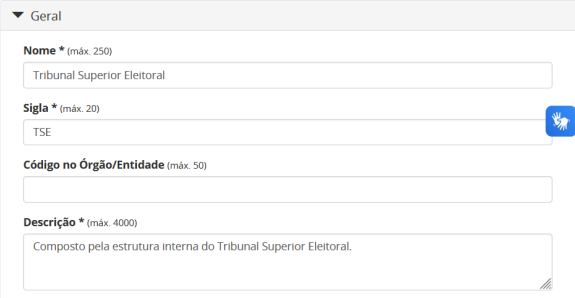 Geral
Nome * (máx. 250)
Tribunal Superior Eleitoral
Sigla * (máx. 20)
TSE
Código no Órgão/Entidade (máx. 50)
Descrição * (máx. 4000)
Composto pela estrutura interna do Tribunal Superior Eleitoral.